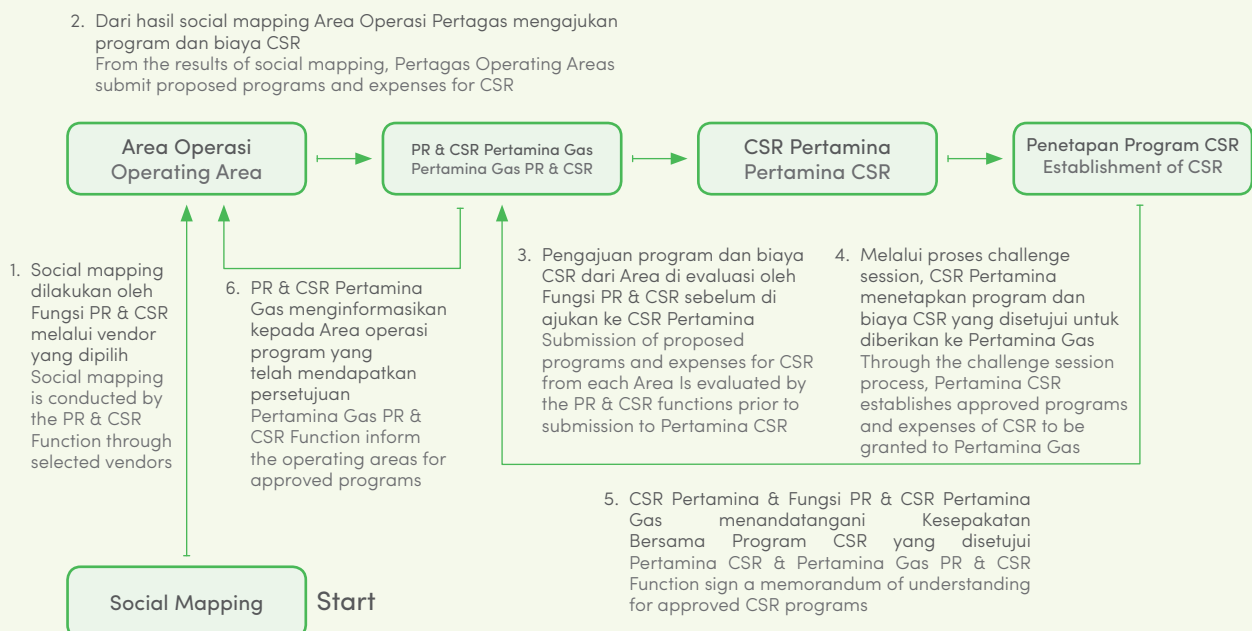 2. Dari hasil social mapping Area Operasi Pertagas mengajukan
program dan biaya CSR
From the results of social mapping, Pertagas Operating Areas
submit proposed programs and expenses for CSR
Area Operasi
Operating Area
PR & CSR Pertamina Gas
Pertamina Gas PR & CSR
CSR Pertamina
Pertamina CSR
Penetapan Program CSR
Establishment of CSR
1. Social mapping
dilakukan oleh
Fungsi PR & CSR
melalui vendor
yang dipilih
Social mapping
is conducted by
the PR & CSR
Function through
selected vendors
6. PR & CSR Pertamina
Gas menginformasikan
kepada Area operasi
program yang
telah mendapatkan
persetujuan
Pertamina Gas PR &
CSR Function inform
the operating areas for
approved programs
3. Pengajuan program dan biaya
CSR dari Area di evaluasi oleh
Fungsi PR & CSR sebelum di
ajukan ke CSR Pertamina
Submission of proposed
programs and expenses for CSR
from each Area Is evaluated by
the PR & CSR functions prior to
submission to Pertamina CSR
4. Melalui proses challenge
session, CSR Pertamina
menetapkan program dan
biaya CSR yang disetujui untuk
diberikan ke Pertamina Gas
Through the challenge session
process, Pertamina CSR
establishes approved programs
and expenses of CSR to be
granted to Pertamina Gas
5. CSR Pertamina & Fungsi PR & CSR Pertamina
Gas menandatangani Kesepakatan
Bersama Program CSR yang disetujui
Pertamina CSR & Pertamina Gas PR & CSR
Function sign a memorandum of understanding
for approved CSR programs
Social Mapping
Start